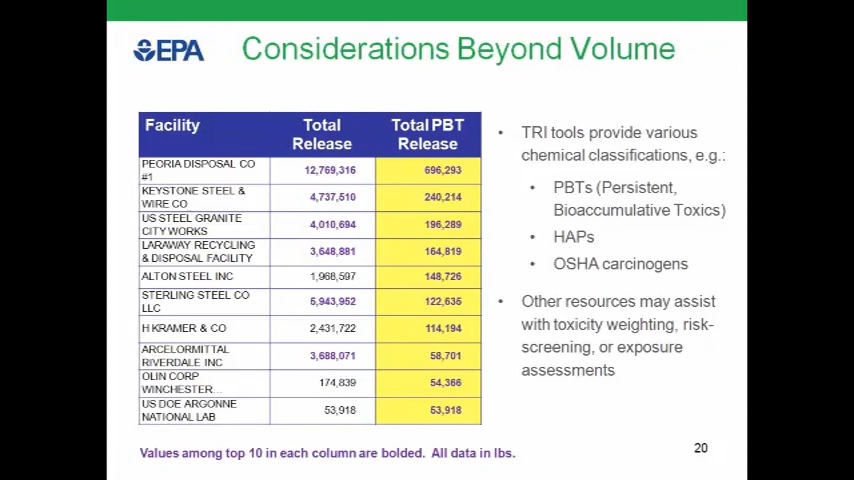 EPA
Considerations Beyond Volume
Facility Total Release Total PBT Release
PEORIA DISPOSAL CO #1 12,769,316 696,293
KEYSTONE STEEL & WIRE CO 4,737,510 240,214
US STEEL GRANITE CITY WORKS 4,010,694 196,289
LARAWAY RECYCLING & DISPOSAL FACILITY 3,648,881 164,819
ALTON STEEL INC 1,968,597 148,726
STERLING STEEL CO LLC 5,943,952 122,635
H KRAMER & CO 2,431,722 114,194
ARCELORMITTAL RIVERDALE INC 3,688,071 58,701
OLIN CORP WINCHESTER... 174,839 54,366
US DOE ARGONNE NATIONAL LAB 53,918 53,918
Values among top 10 in each column are bolded. All data in lbs.
• TRI tools provide various
chemical classifications, e.g.:
• PBTs (Persistent,
Bioaccumulative Toxics)
• HAPs
• OSHA carcinogens
• Other resources may assist
with toxicity weighting, risk-
screening, or exposure
assessments
20